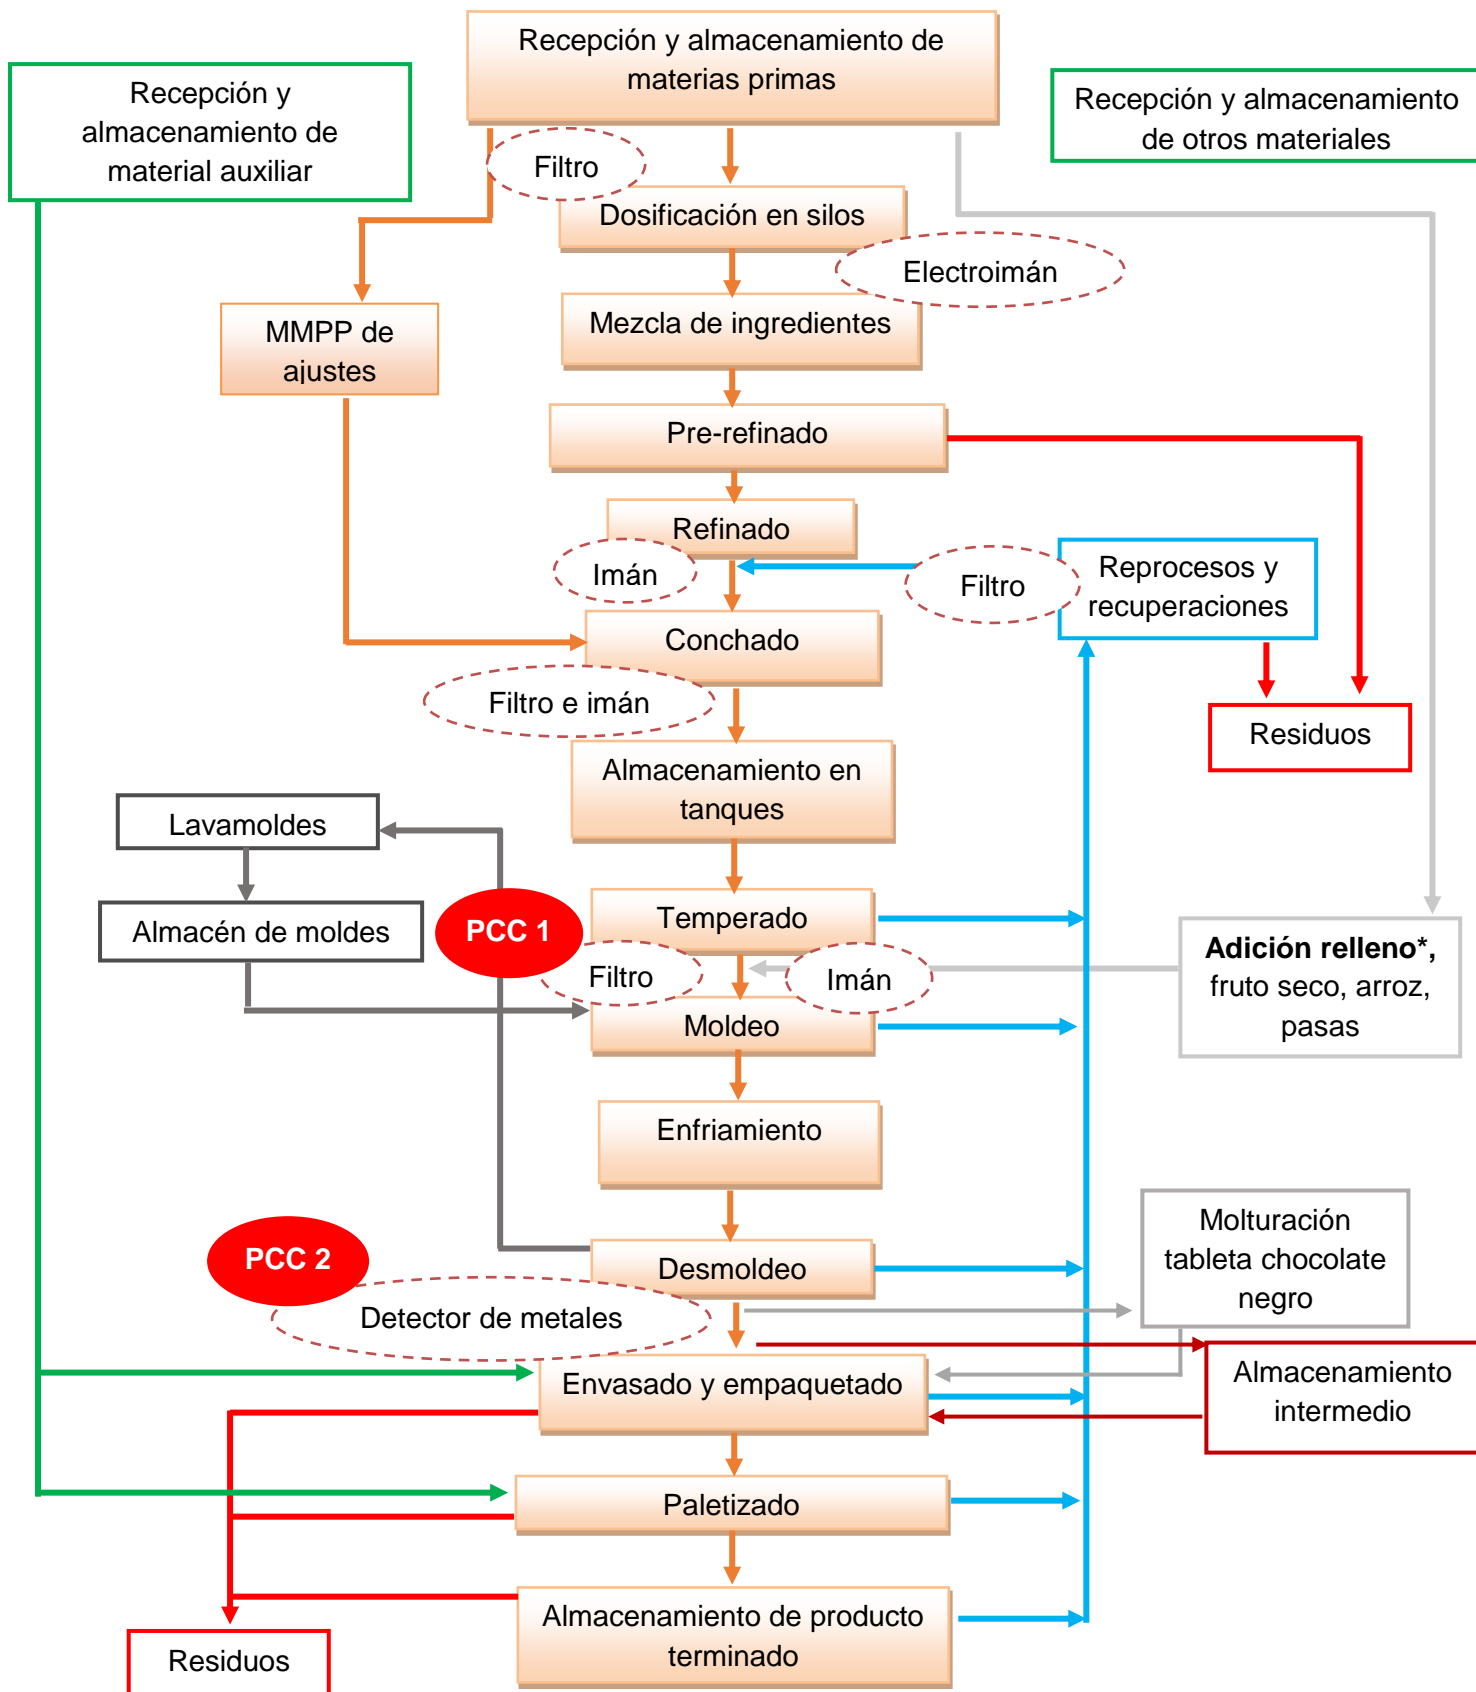 Recepción y almacenamiento de
materias primas
Recepción y
almacenamiento de
material auxiliar
Recepción y almacenamiento
de otros materiales
Filtro
Dosificación en silos
Electroimán
Mezcla de ingredientes
MMPP de
ajustes
Pre-refinado
Refinado
Imán
Filtro
Reprocesos y
recuperaciones
Conchado
Filtro e imán
Residuos
Almacenamiento en
tanques
Lavamoldes
Temperado
PCC 1
Almacén de moldes
Adición relleno*,
fruto seco, arroz,
pasas
Filtro
Imán
Moldeo
Enfriamiento
Molturación
tableta chocolate
negro
PCC 2
Desmoldeo
Detector de metales
Envasado y empaquetado
Almacenamiento
intermedio
Paletizado
Almacenamiento de producto
terminado
Residuos